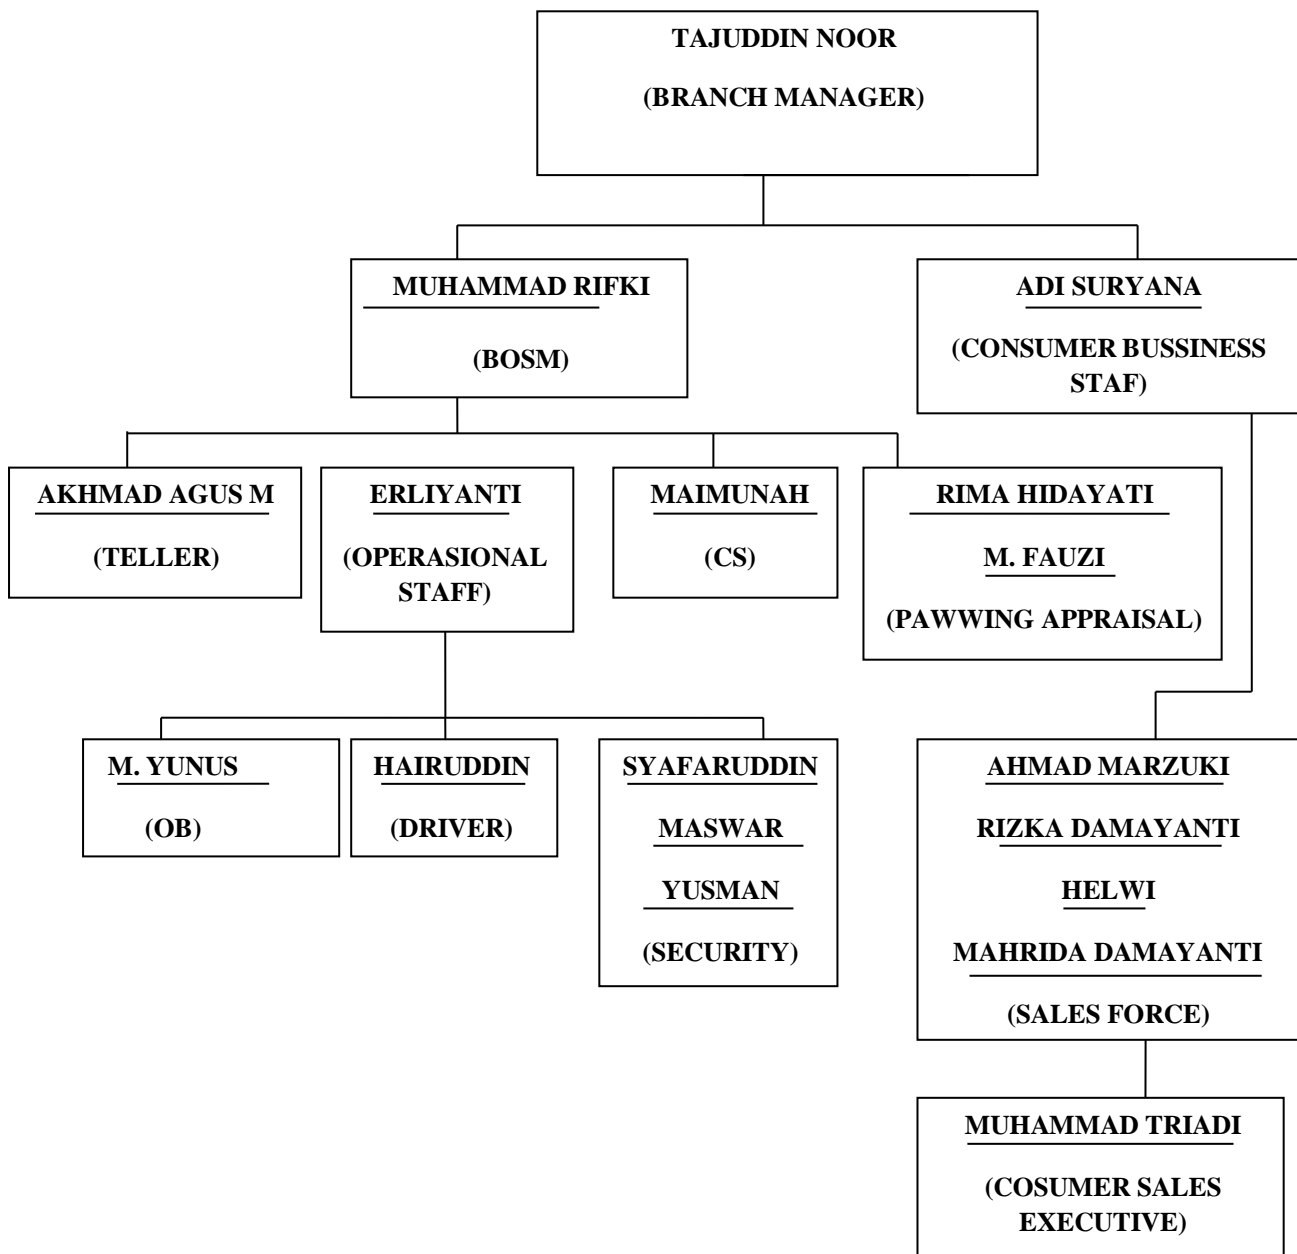 TAJUDDIN NOOR
(BRANCH MANAGER)
MUHAMMAD RIFKI
(BOSM)
ADI SURYANA
(CONSUMER BUSSINESS
STAF)
AKHMAD AGUS M
(TELLER)
ERLIYANTI
(OPERASIONAL
STAFF)
MAIMUNAH
(CS)
RIMA HIDAYATI
M. FAUZI
(PAWWING APPRAISAL)
M. YUNUS
(OB)
HAIRUDDIN
(DRIVER)
SYAFARUDDIN
MASWAR
YUSMAN
(SECURITY)
AHMAD MARZUKI
RIZKA DAMAYANTI
HELWI
MAHRIDA DAMAYANTI
(SALES FORCE)
MUHAMMAD TRIADI
(COSUMER SALES
EXECUTIVE)